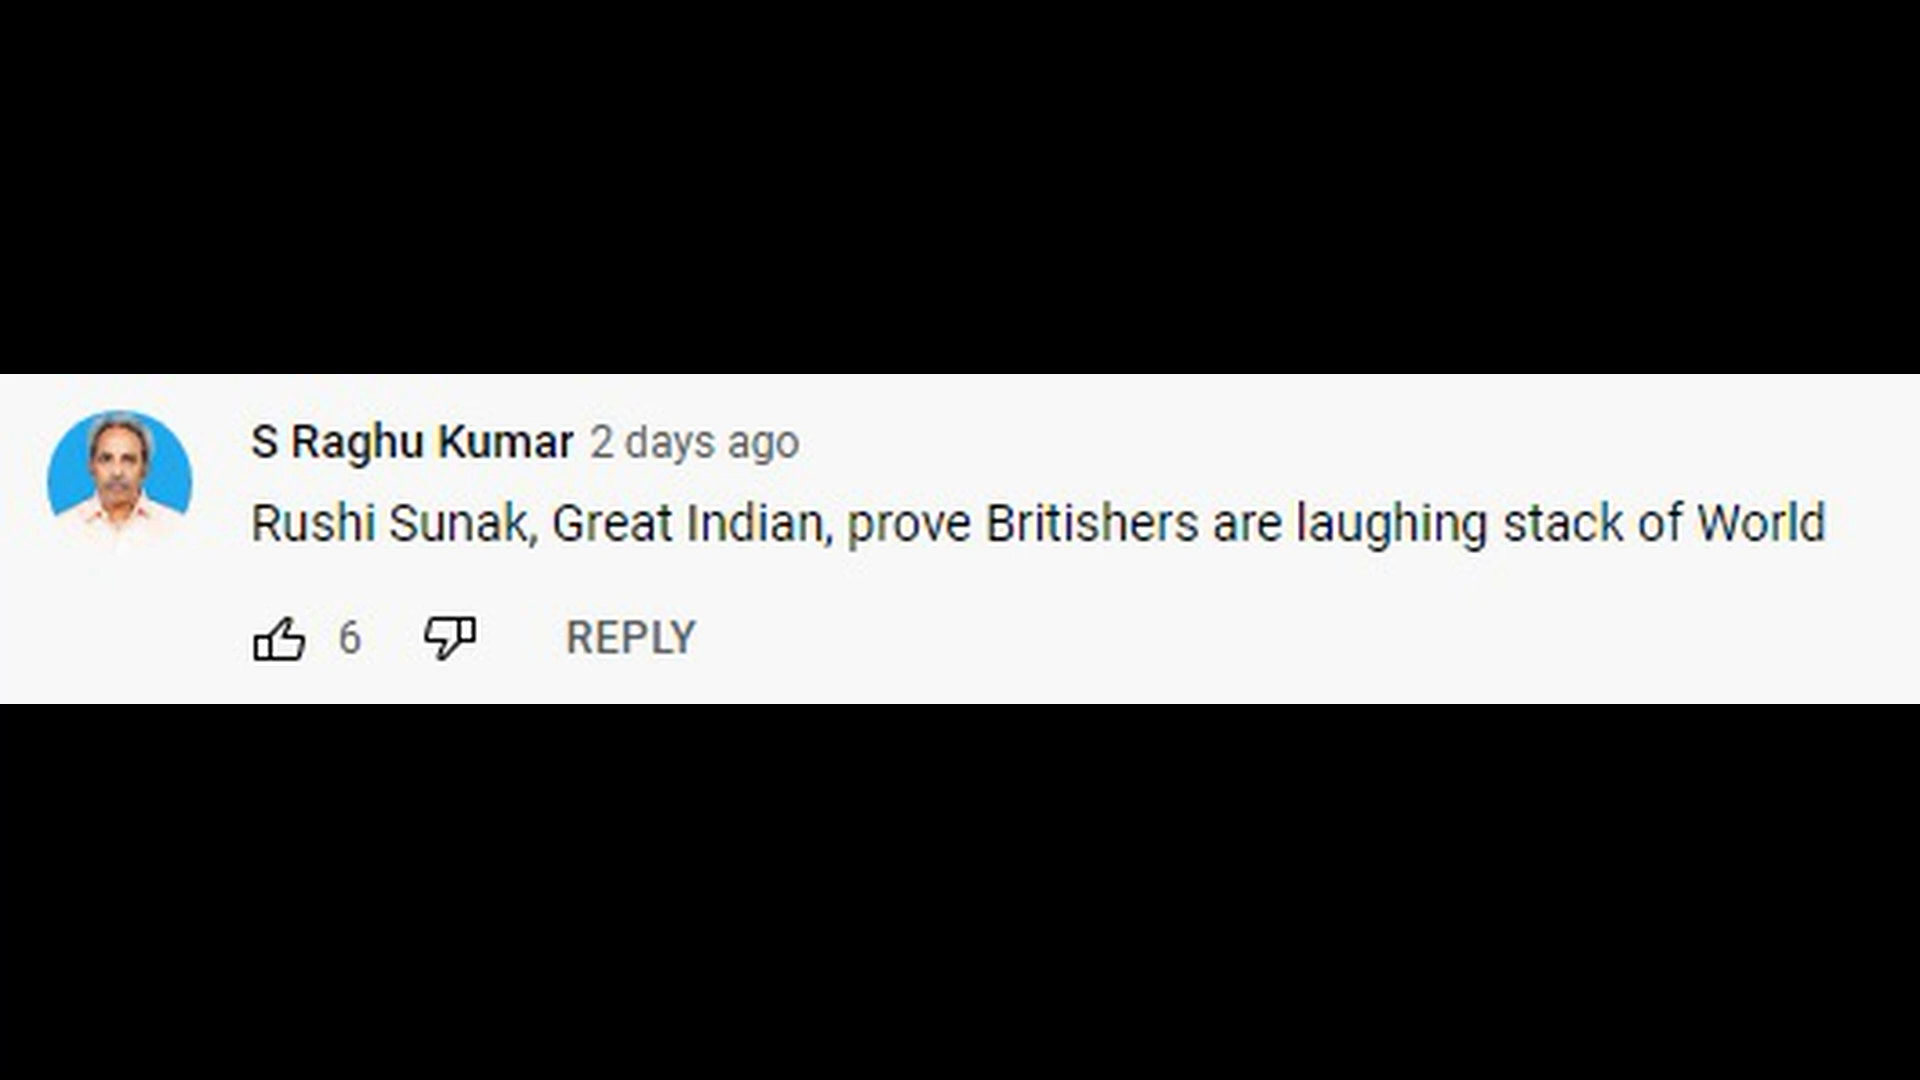 S Raghu Kumar 2 days ago
Rushi Sunak, Great Indian, prove Britishers are laughing stack of World
6 REPLY